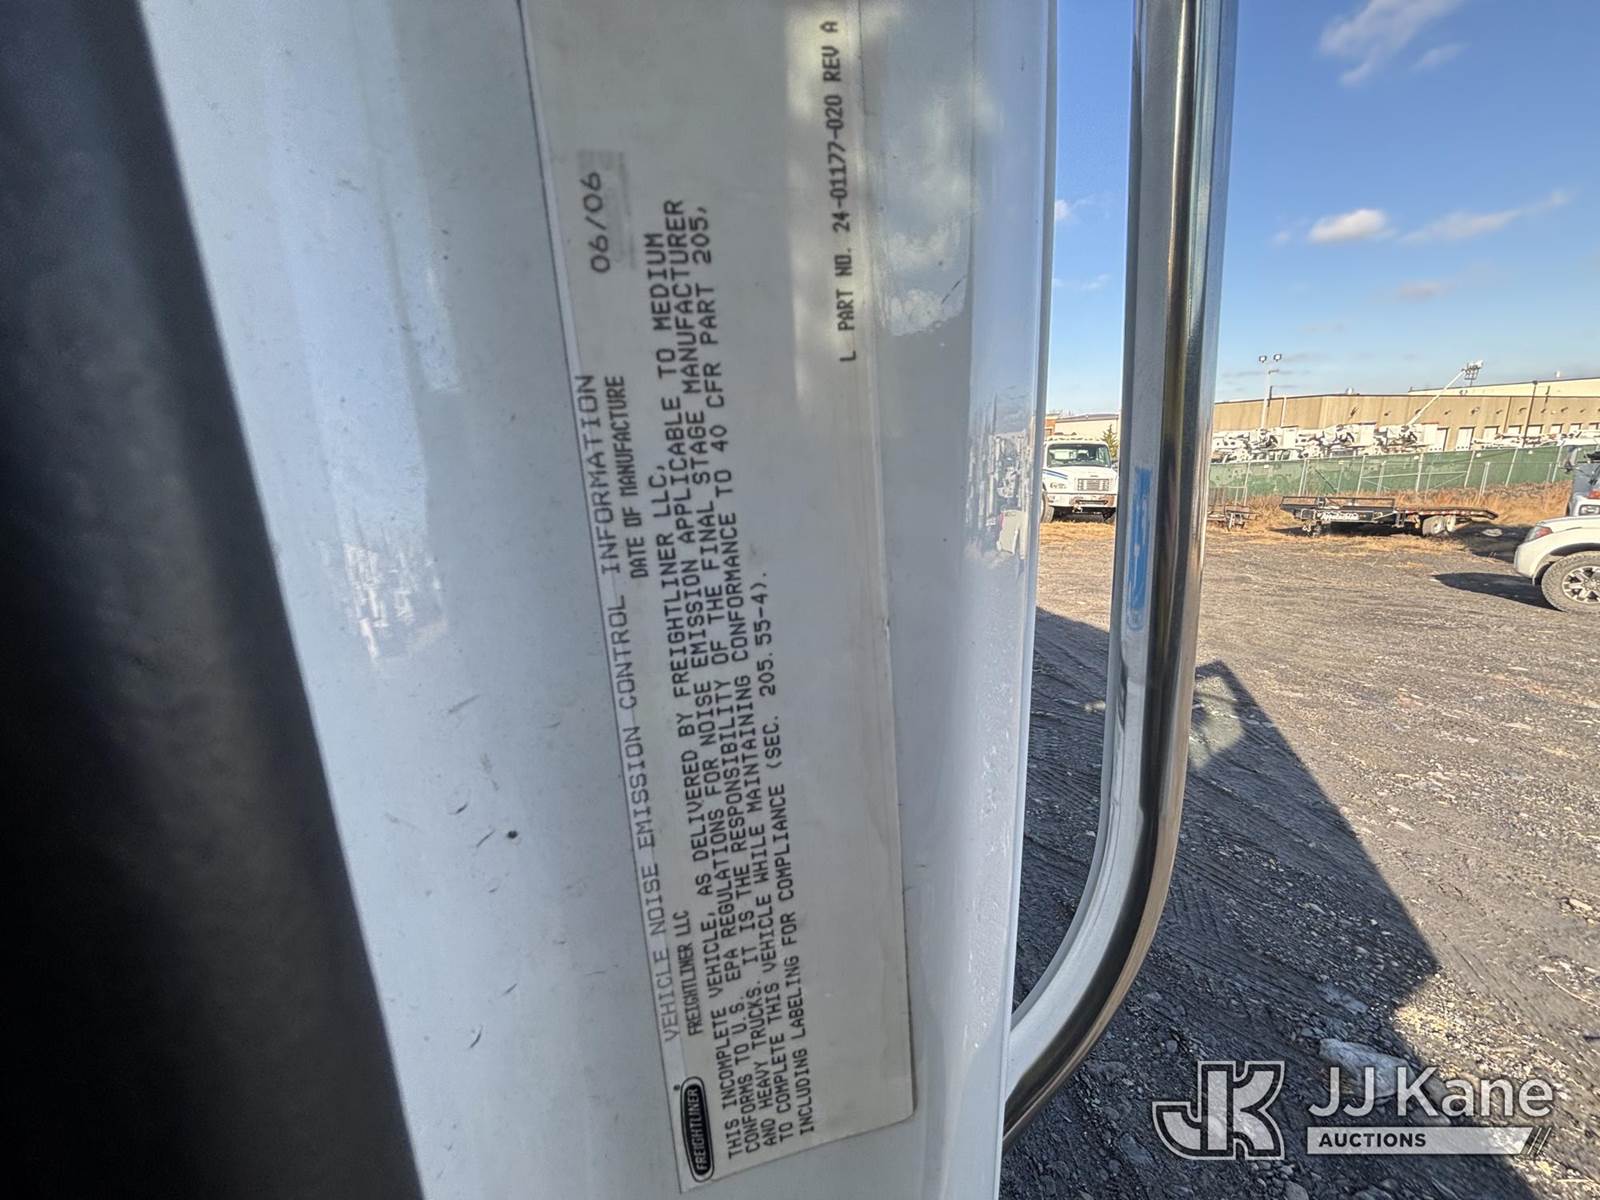 VEHICLE NOISE EMISSION CONTROL INFORMATION
FREIGHTLINER LLC DATE OF MANUFACTURE 06/06
FREIGHTLINER
THIS INCOMPLETE VEHICLE, AS DELIVERED BY FREIGHTLINER LLC,
CONFORMS TO U.S. EPA REGULATIONS FOR NOISE EMISSION APPLICABLE TO MEDIUM
AND HEAVY TRUCKS. IT IS THE RESPONSIBILITY OF THE FINAL STAGE MANUFACTURER
TO COMPLETE THIS VEHICLE WHILE MAINTAINING CONFORMANCE TO 40 CFR PART 205,
INCLUDING LABELING FOR COMPLIANCE (SEC. 205.55-4).
L PART NO. 24-01177-020 REV A
JK JJ Kane
AUCTIONS